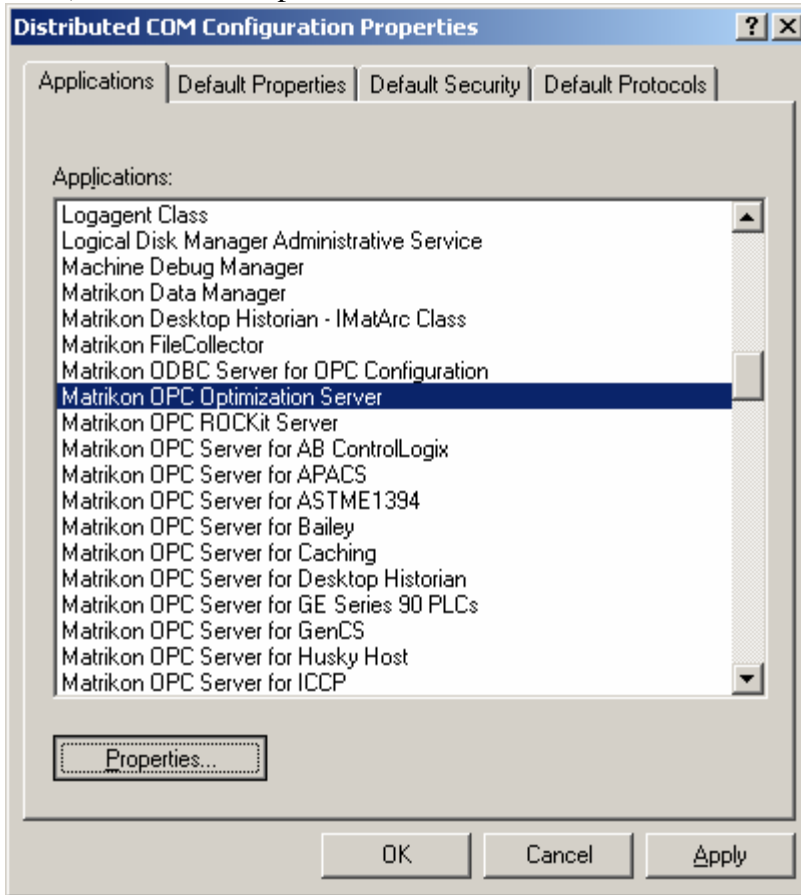 Distributed COM Configuration Properties
Applications Default Properties Default Security Default Protocols
Applications:
Logagent Class
Logical Disk Manager Administrative Service
Machine Debug Manager
Matrikon Data Manager
Matrikon Desktop Historian - IMatArc Class
Matrikon FileCollector
Matrikon ODBC Server for OPC Configuration
Matrikon OPC Optimization Server
Matrikon OPC ROCKit Server
Matrikon OPC Server for AB ControlLogix
Matrikon OPC Server for APACS
Matrikon OPC Server for ASTME1394
Matrikon OPC Server for Bailey
Matrikon OPC Server for Caching
Matrikon OPC Server for Desktop Historian
Matrikon OPC Server for GE Series 90 PLCs
Matrikon OPC Server for GenCS
Matrikon OPC Server for Husky Host
Matrikon OPC Server for ICCP
Properties...
OK Cancel Apply